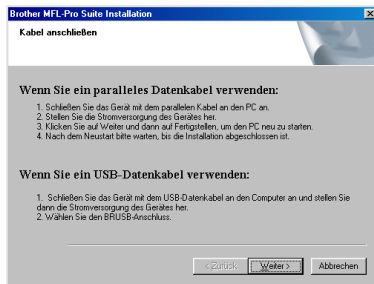 Brother MFL-Pro Suite Installation
Kabel anschließen
Wenn Sie ein paralleles Datenkabel verwenden:
1. Schließen Sie das Gerät mit dem parallelen Kabel an den PC an.
2. Stellen Sie die Stromversorgung des Gerätes her.
3. Klicken Sie auf Weiter und dann auf Fertigstellen, um den PC neu zu starten.
4. Nach dem Neustart bitte warten, bis die Installation abgeschlossen ist.
Wenn Sie ein USB-Datenkabel verwenden:
1. Schließen Sie das Gerät mit dem USB-Datenkabel an den Computer an und stellen Sie
dann die Stromversorgung des Gerätes her.
2. Wählen Sie den BRUSB-Anschluss.
< Zurück Weiter > Abbrechen